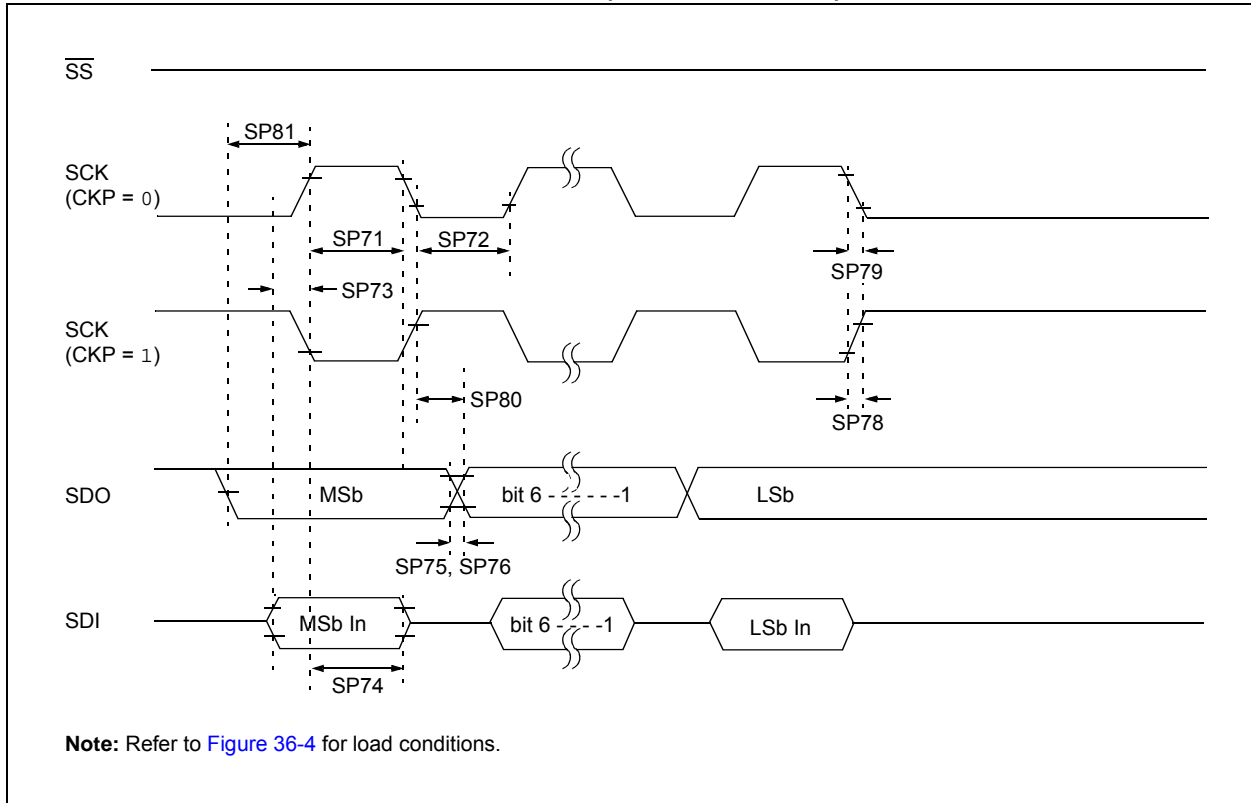 SS
SP81
SCK
(CKP = 0)
SP71
SP72
SP79
SP73
SCK
(CKP = 1)
SP80
SP78
SDO
MSb
bit 6 - - - - - -1
LSb
SP75, SP76
SDI
MSb In
bit 6 - - - -1
LSb In
SP74
Note: Refer to Figure 36-4 for load conditions.